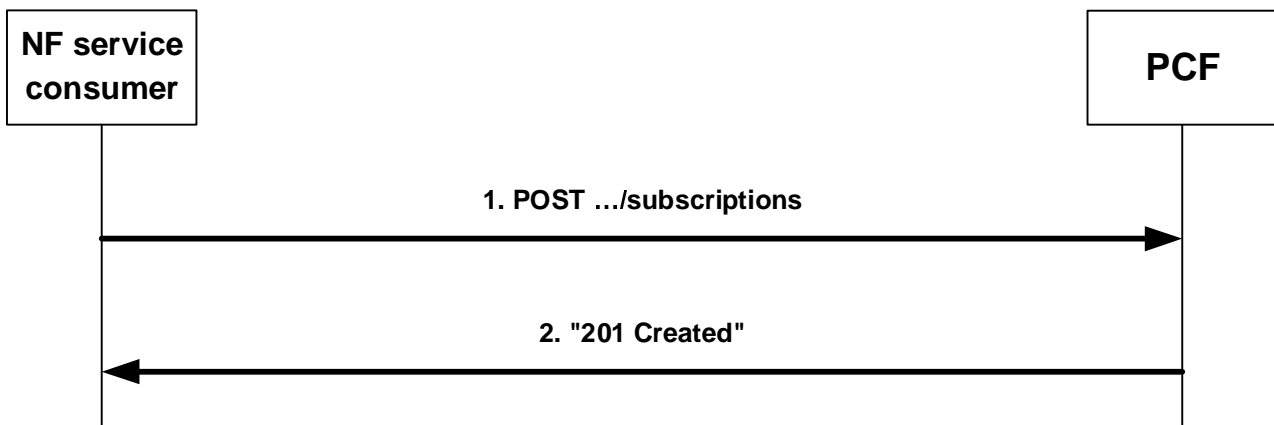 NF service
consumer
PCF
1. POST …/subscriptions
2. "201 Created"